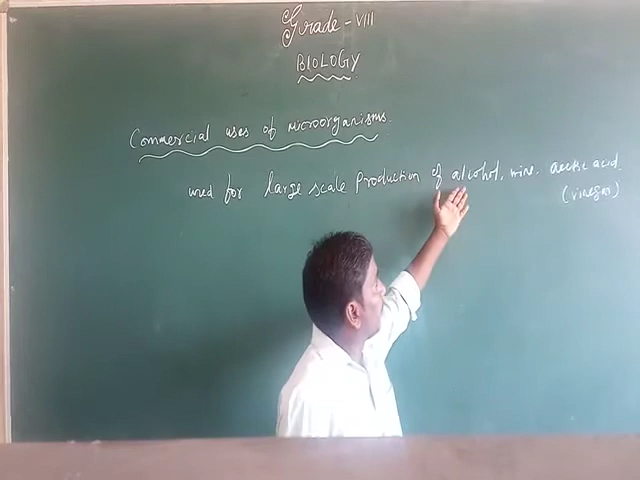 Grade - VIII
BIOLOGY
Commercial uses of microorganisms.
used for large scale Production of alcohol, wine. acetic acid
(vinegar)